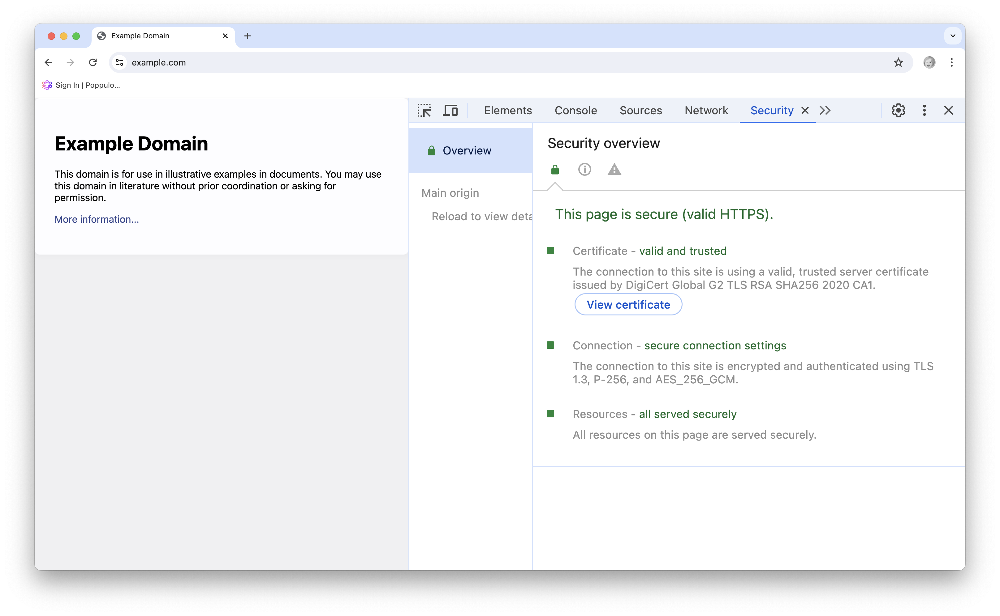 Example Domain
example.com
Sign In | Poppulo...
Example Domain
This domain is for use in illustrative examples in documents. You may use
this domain in literature without prior coordination or asking for
permission.
More information...
Elements Console Sources Network Security
Overview
Main origin
Reload to view deta
Security overview
This page is secure (valid HTTPS).
Certificate - valid and trusted
The connection to this site is using a valid, trusted server certificate
issued by DigiCert Global G2 TLS RSA SHA256 2020 CA1.
View certificate
Connection - secure connection settings
The connection to this site is encrypted and authenticated using TLS
1.3, P-256, and AES_256_GCM.
Resources - all served securely
All resources on this page are served securely.